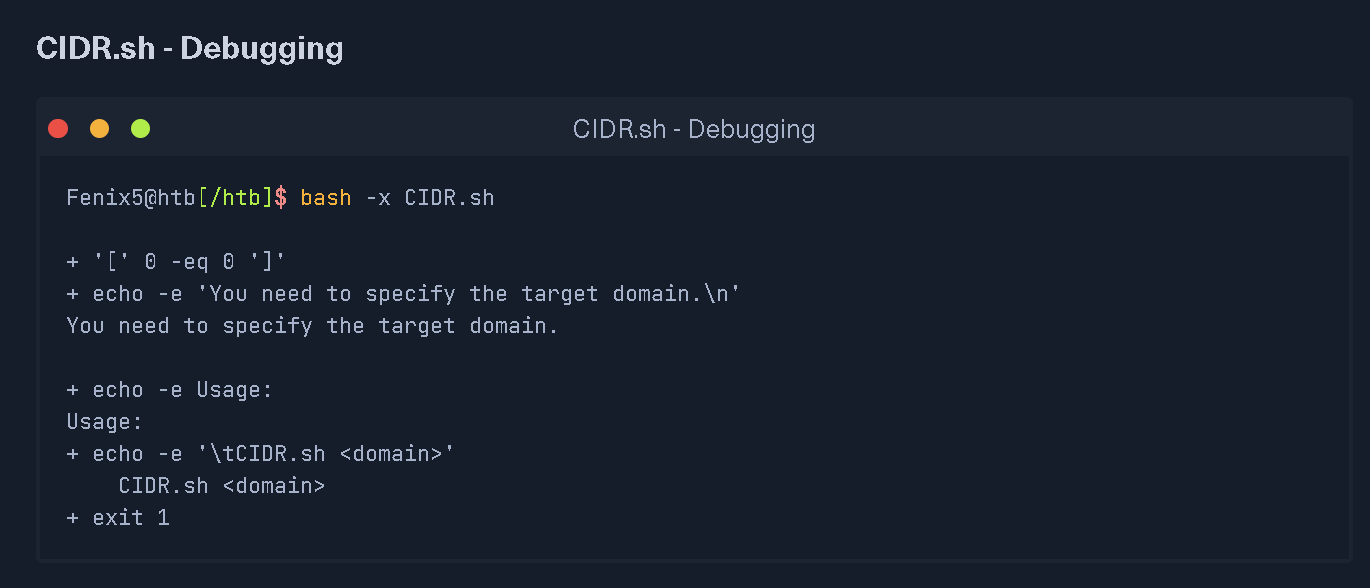 CIDR.sh - Debugging
CIDR.sh - Debugging
Fenix5@htb[/htb]$ bash -x CIDR.sh
+ '[' 0 -eq 0 ']'
+ echo -e 'You need to specify the target domain.\n'
You need to specify the target domain.
+ echo -e Usage:
Usage:
+ echo -e '\tCIDR.sh <domain>'
    CIDR.sh <domain>
+ exit 1